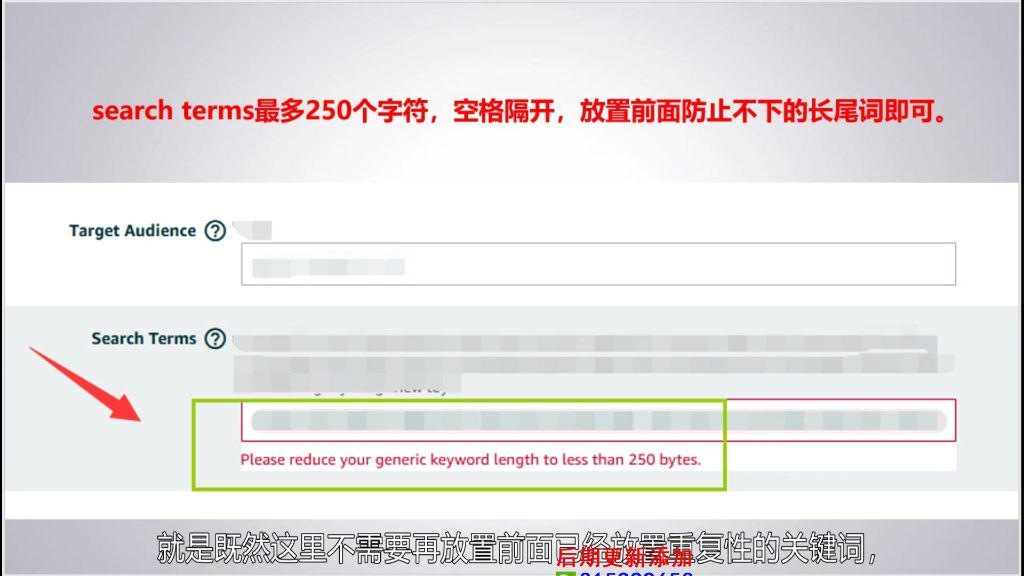 search terms最多250个字符，空格隔开，放置前面防止不下的长尾词即可。
Target Audience ?
Search Terms ?
Please reduce your generic keyword length to less than 250 bytes.
就是既然这里不需要再放置前面已经放置重复性的关键词，
后期更新添加